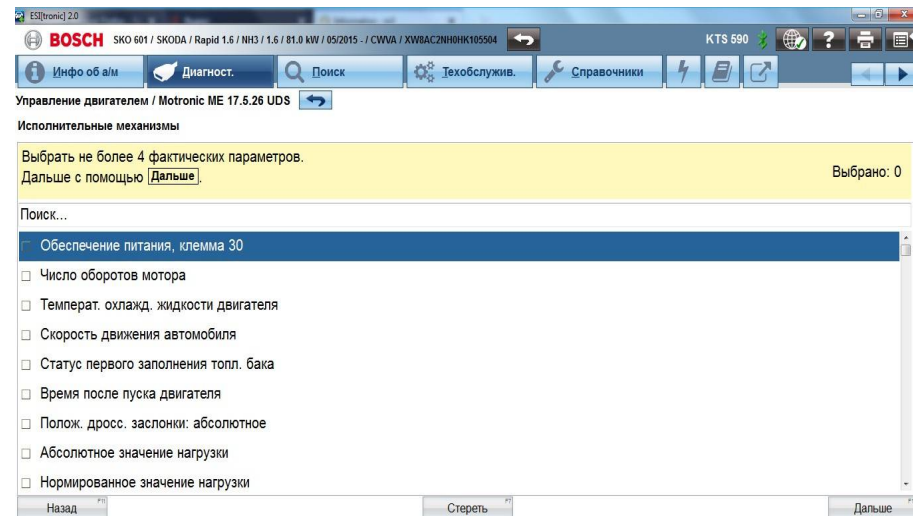 ESI[tronic] 2.0
BOSCH SKO 601 / SKODA / Rapid 1.6 / NH3 / 1.6 / 81.0 kW / 05/2015 - / CWVA / XW8AC2NH0HK105504 KTS 590 ?
Инфо об а/м Диагност. Поиск Техобслужив. Справочники
Управление двигателем / Motronic ME 17.5.26 UDS
Исполнительные механизмы
Выбрать не более 4 фактических параметров.
Дальше с помощью Дальше.
Выбрано: 0
Поиск...
Обеспечение питания, клемма 30
Число оборотов мотора
Температ. охлажд. жидкости двигателя
Скорость движения автомобиля
Статус первого заполнения топл. бака
Время после пуска двигателя
Полож. дросс. заслонки: абсолютное
Абсолютное значение нагрузки
Нормированное значение нагрузки
Назад F11 Стереть F7 Дальше